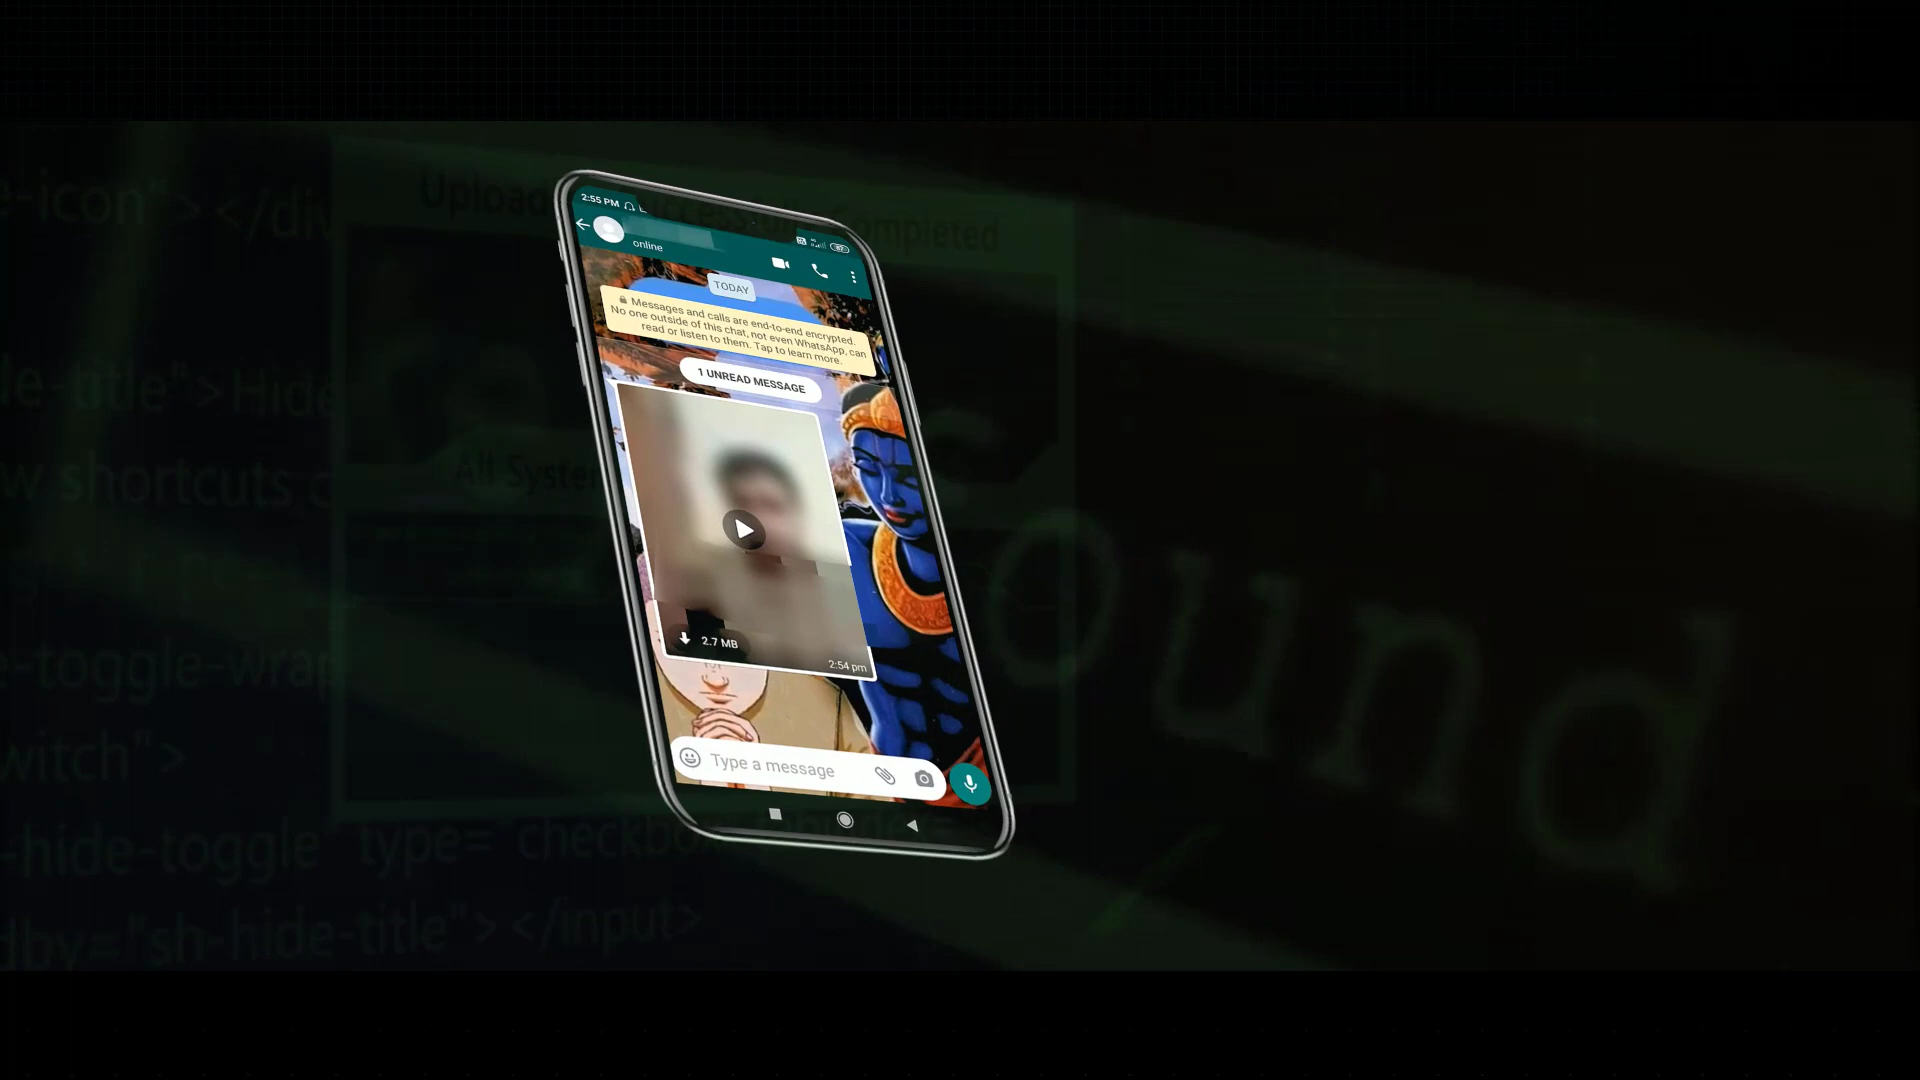 2:55 PM
online
TODAY
Messages and calls are end-to-end encrypted.
No one outside of this chat, not even WhatsApp, can
read or listen to them. Tap to learn more.
1 UNREAD MESSAGE
2.7 MB
2:54 pm
Type a message
e-icon"></div
Completed
de-title">Hide
w shortcuts
All System
e-toggle-wrap
witch">
-hide-toggle type= checkbo
dby="sh-hide-title"></input>
ound